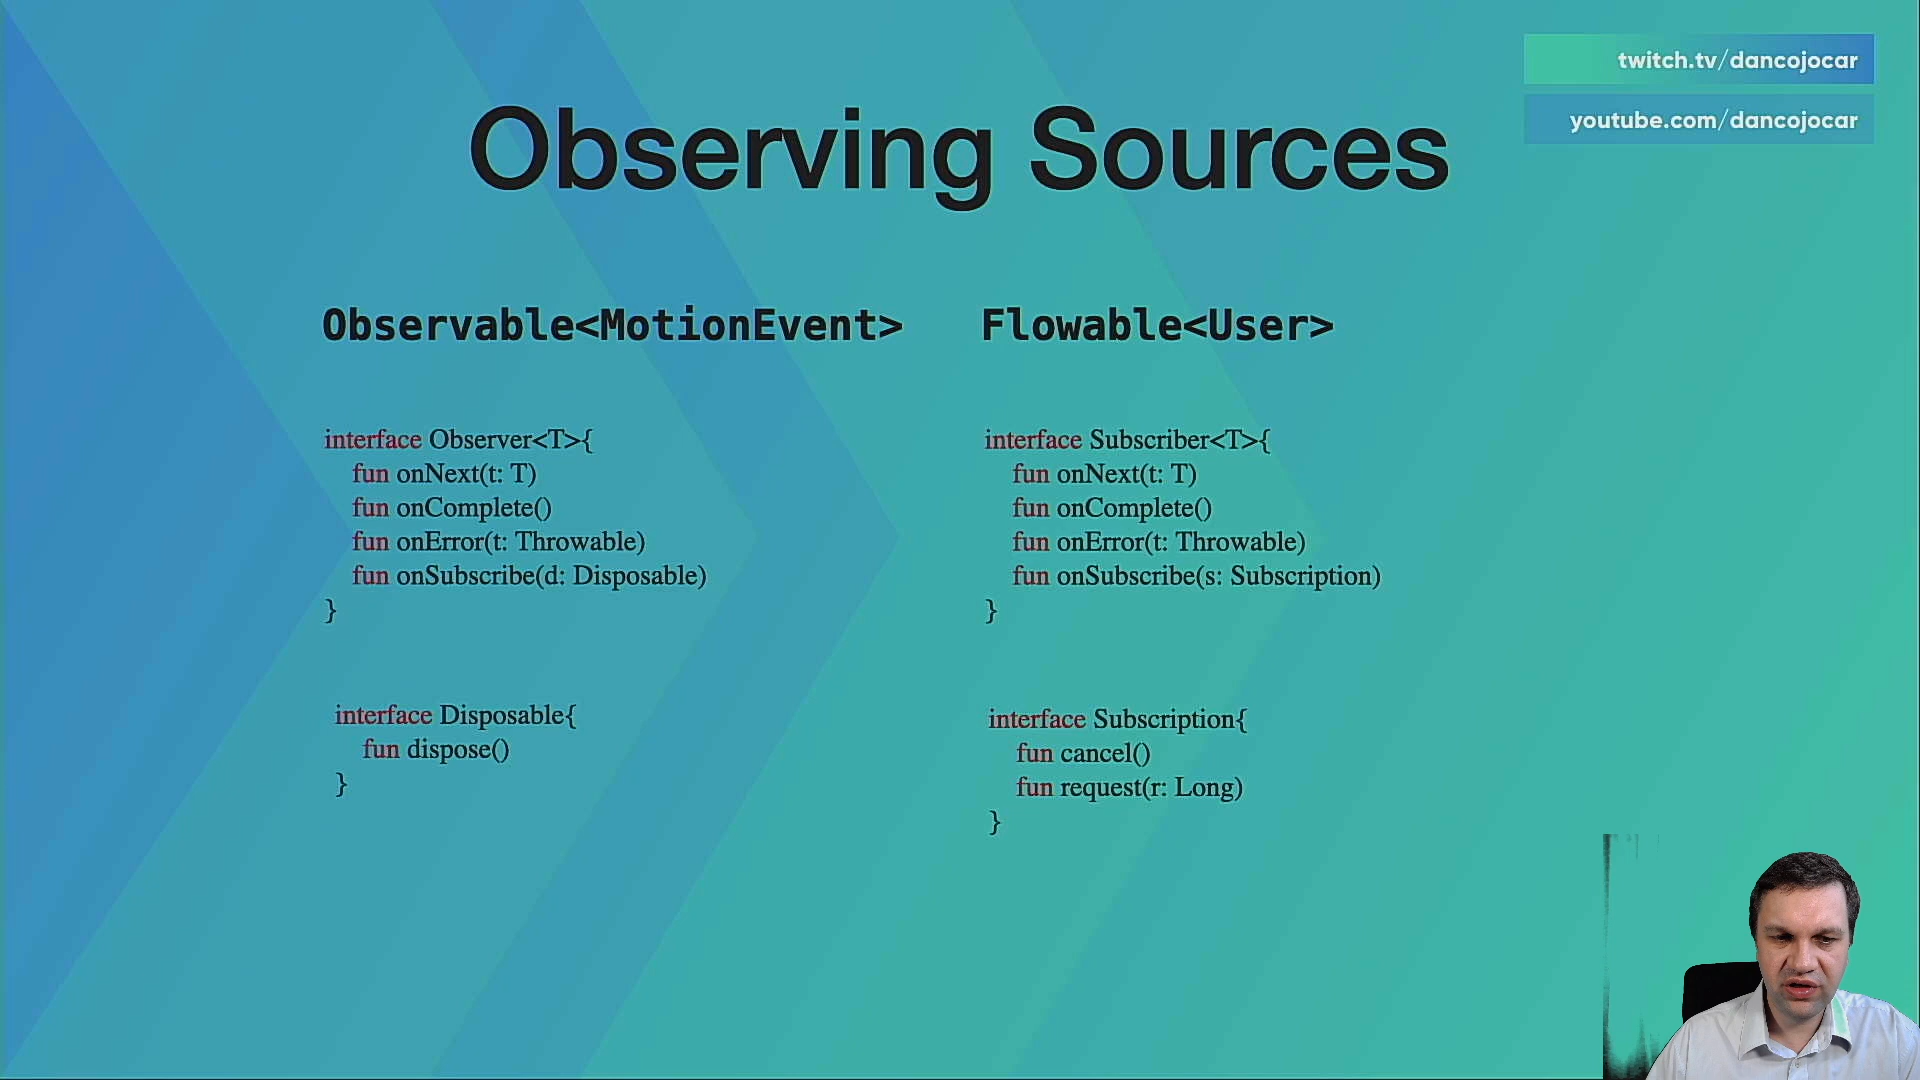 twitch.tv/dancojocar
youtube.com/dancojocar
Observing Sources
Observable<MotionEvent>
interface Observer<T>{
fun onNext(t: T)
fun onComplete()
fun onError(t: Throwable)
fun onSubscribe(d: Disposable)
}
interface Disposable{
fun dispose()
}
Flowable<User>
interface Subscriber<T>{
fun onNext(t: T)
fun onComplete()
fun onError(t: Throwable)
fun onSubscribe(s: Subscription)
}
interface Subscription{
fun cancel()
fun request(r: Long)
}